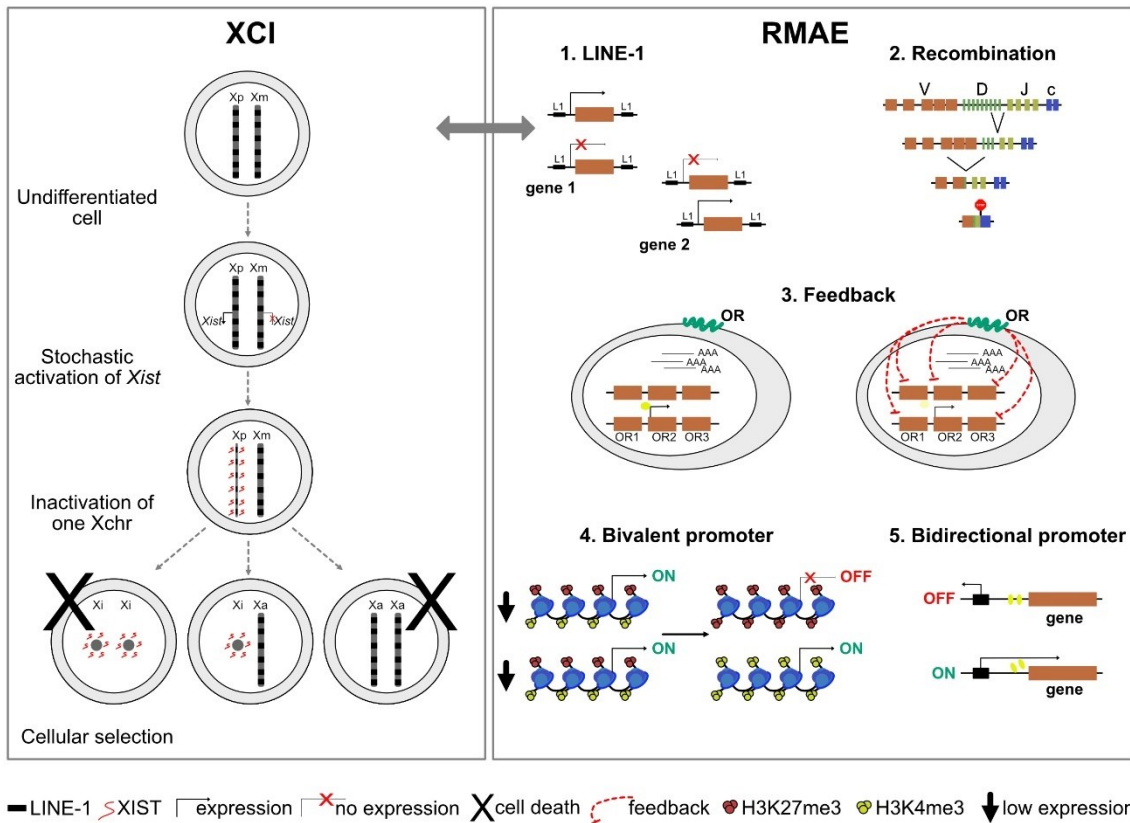 XCI
Xp Xm
Undifferentiated
cell
Xp Xm
Xist Xist
Stochastic
activation of Xist
Xp Xm
Inactivation of
one Xchr
Xi Xi
Xi Xa
Xa Xa
Cellular selection
RMAE
1. LINE-1
L1 L1
L1 L1
gene 1
L1 L1
L1 L1
gene 2
2. Recombination
V D J c
3. Feedback
OR
AAA
AAA
AAA
OR1 OR2 OR3
OR
AAA
AAA
AAA
OR1 OR2 OR3
4. Bivalent promoter
ON
OFF
ON
ON
5. Bidirectional promoter
OFF
gene
ON
gene
LINE-1 XIST expression no expression cell death feedback H3K27me3 H3K4me3 low expression